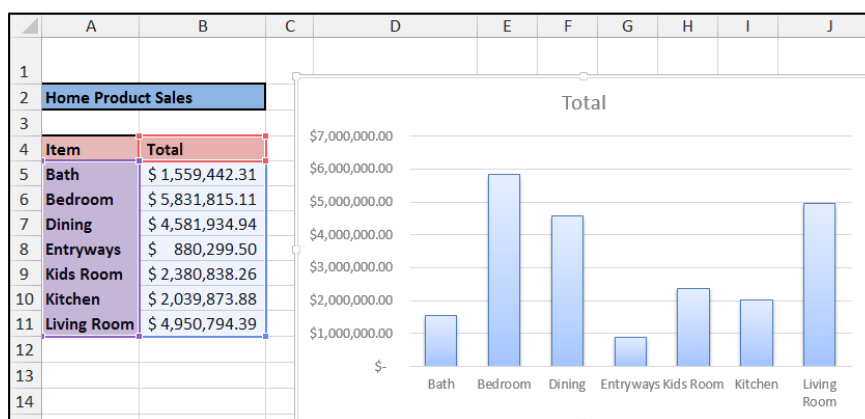 A B C D E F G H I J
1
2 Home Product Sales
3
4 Item Total
5 Bath $ 1,559,442.31
6 Bedroom $ 5,831,815.11
7 Dining $ 4,581,934.94
8 Entryways $ 880,299.50
9 Kids Room $ 2,380,838.26
10 Kitchen $ 2,039,873.88
11 Living Room $ 4,950,794.39
12
13
14
Total
$7,000,000.00
$6,000,000.00
$5,000,000.00
$4,000,000.00
$3,000,000.00
$2,000,000.00
$1,000,000.00
$-
Bath Bedroom Dining Entryways Kids Room Kitchen Living
Room